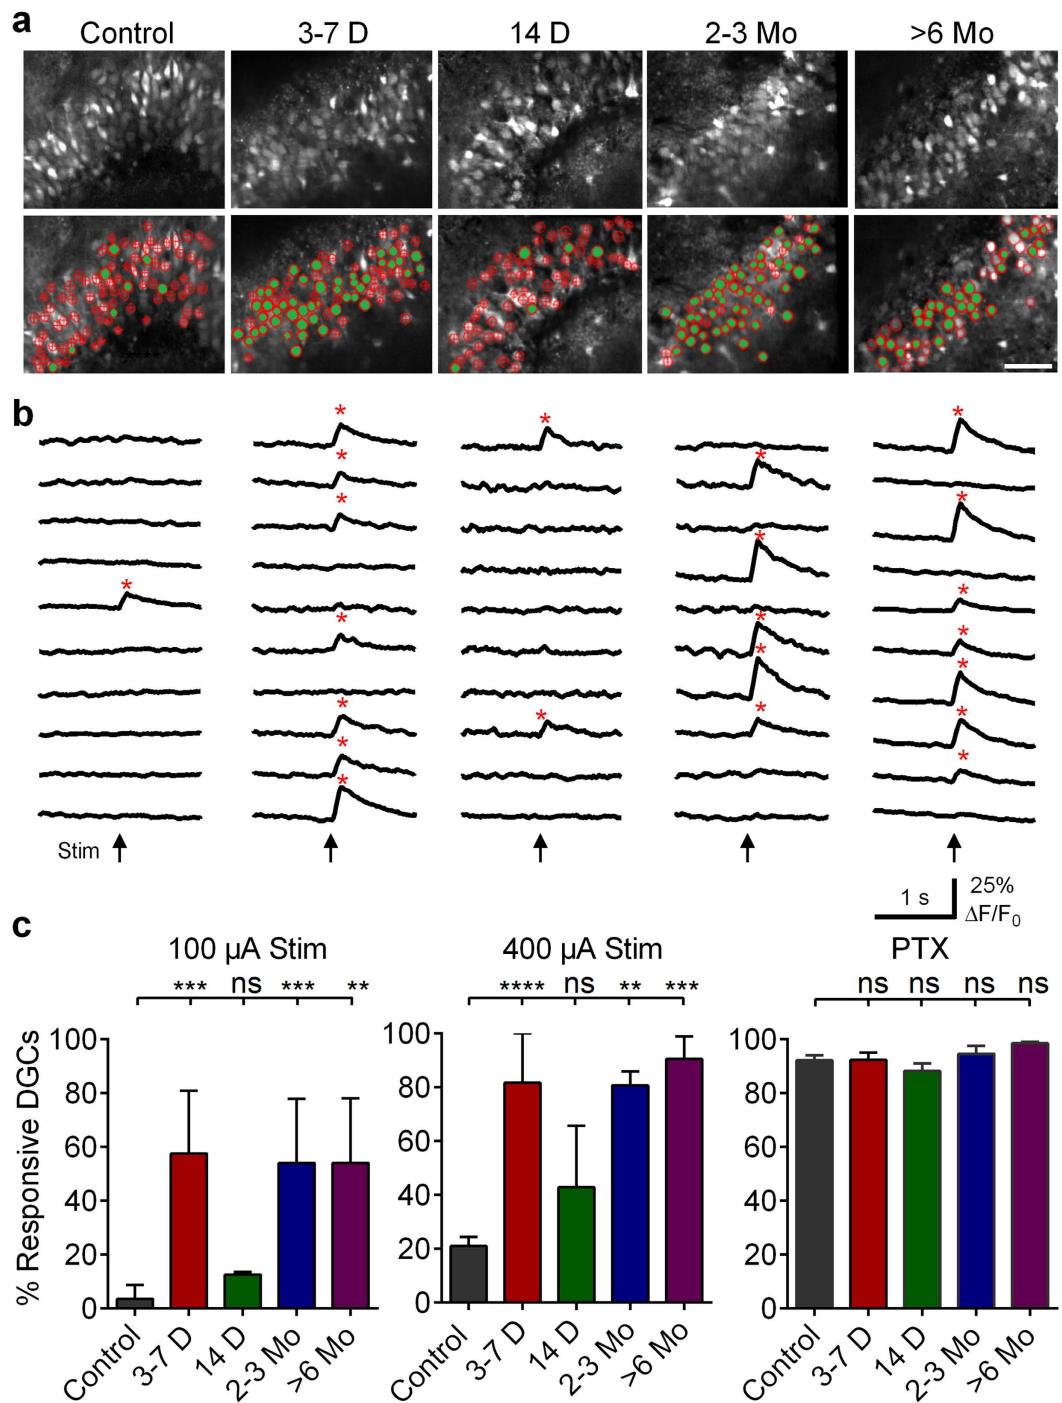 a
Control 3-7 D 14 D 2-3 Mo >6 Mo
b
* * * *
* *
* *
*
* *
* * *
* *
* * *
* *
*
Stim
1 s 25% ΔF/F₀
c
100 µA Stim 400 µA Stim PTX
*** ns *** ** **** ns ** *** ns ns ns ns
% Responsive DGCs
100 100 100
80 80 80
60 60 60
40 40 40
20 20 20
0 0 0
Control 3-7 D 14 D 2-3 Mo >6 Mo Control 3-7 D 14 D 2-3 Mo >6 Mo Control 3-7 D 14 D 2-3 Mo >6 Mo